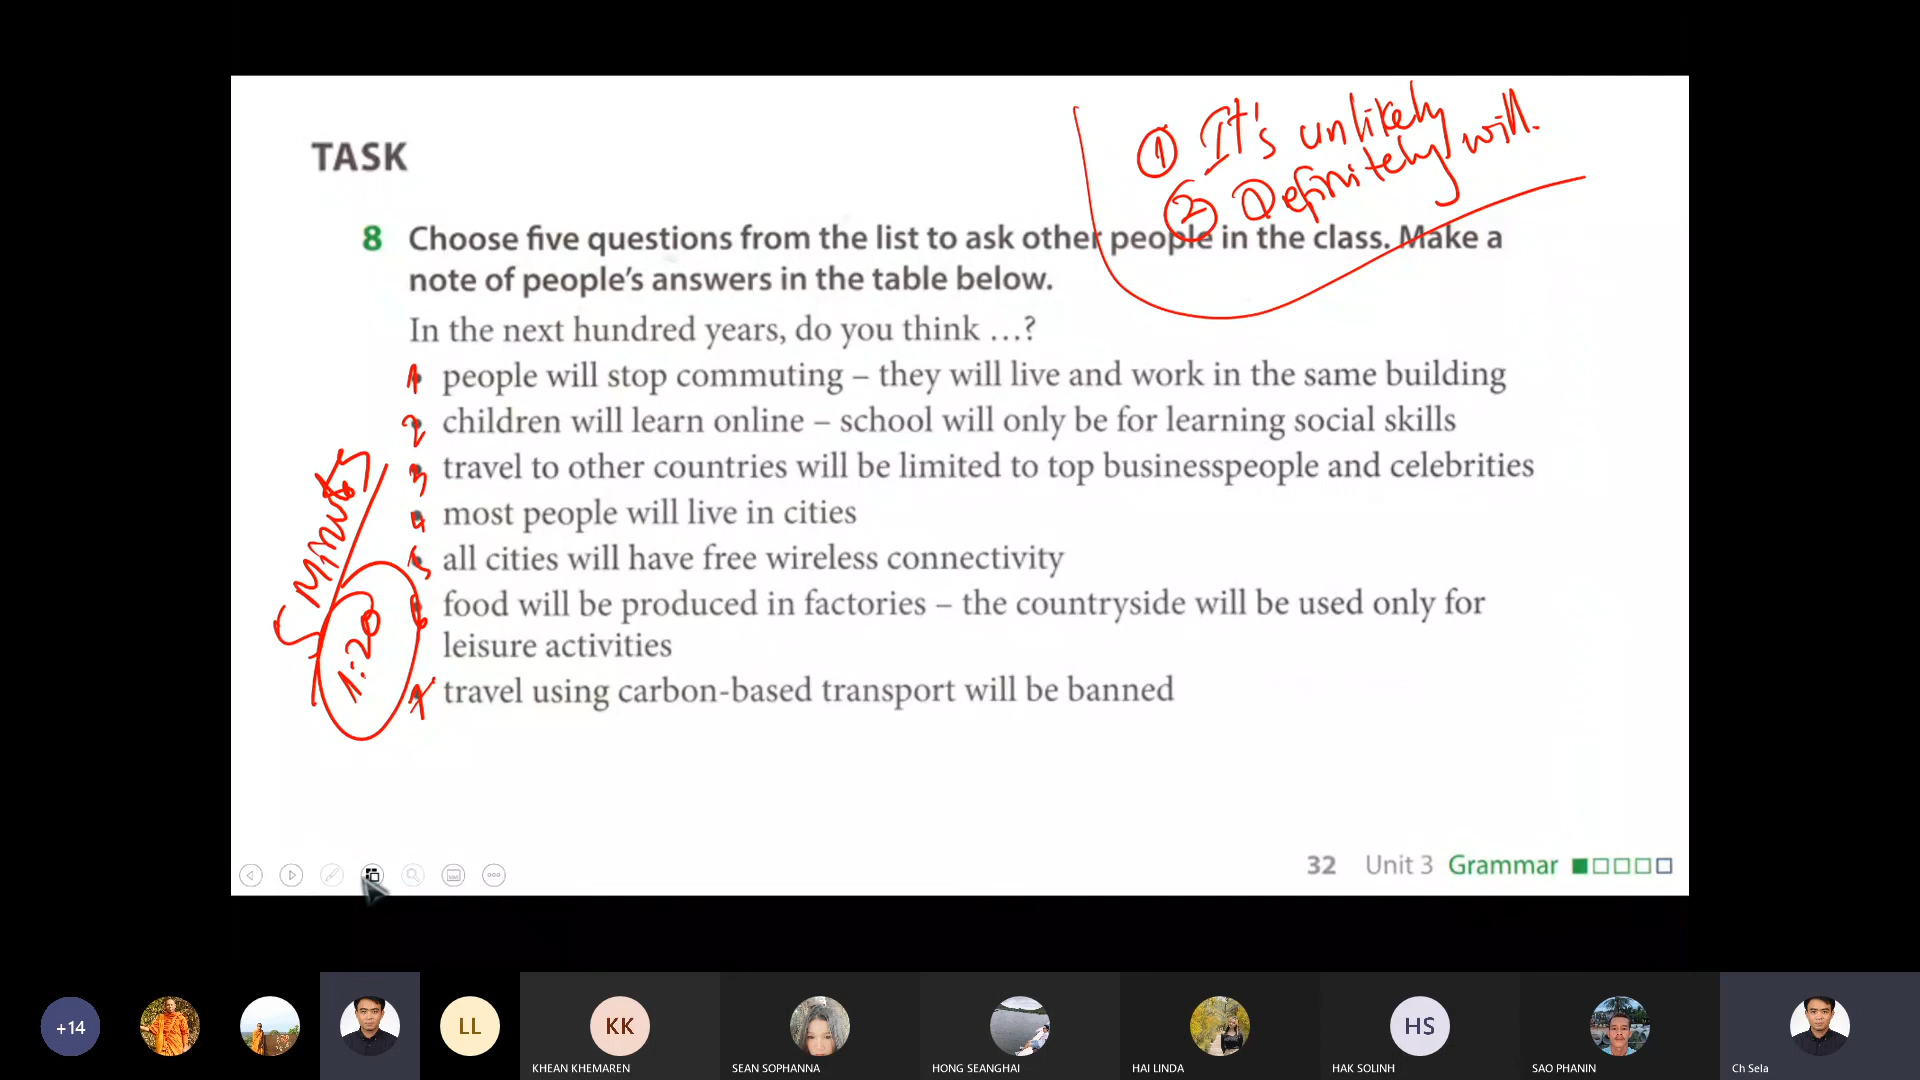 ① It's unlikely
② Definitely will.
TASK
8 Choose five questions from the list to ask other people in the class. Make a
note of people's answers in the table below.
In the next hundred years, do you think …?
1 people will stop commuting – they will live and work in the same building
2 children will learn online – school will only be for learning social skills
3 travel to other countries will be limited to top businesspeople and celebrities
4 most people will live in cities
5 all cities will have free wireless connectivity
6 food will be produced in factories – the countryside will be used only for
leisure activities
7 travel using carbon-based transport will be banned
5 Minutes
1:20
32 Unit 3 Grammar
+14
LL
KK
HS
KHEAN KHEMAREN
SEAN SOPHANNA
HONG SEANGHAI
HAI LINDA
HAK SOLINH
SAO PHANIN
Ch Sela